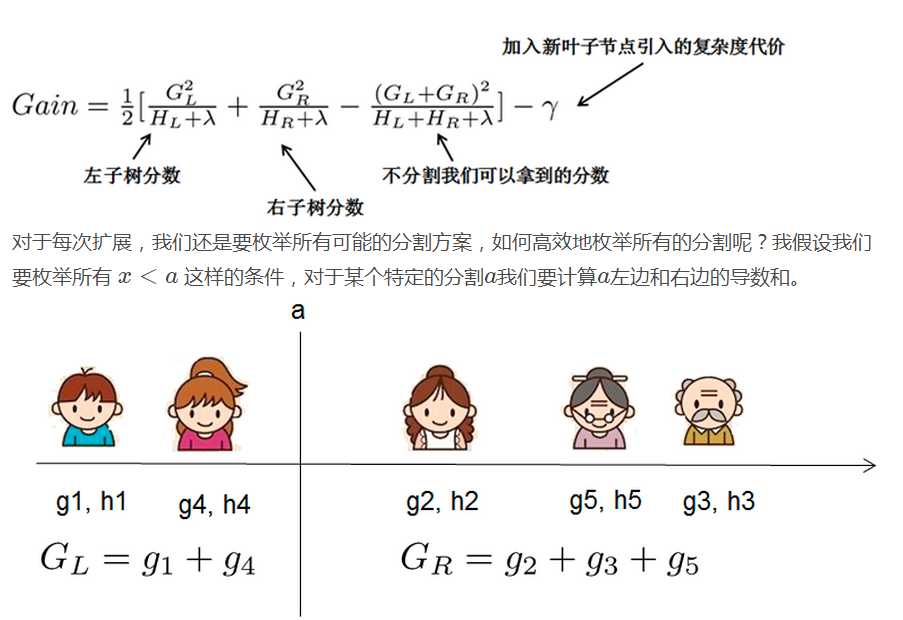 加入新叶子节点引入的复杂度代价
Gain = \frac{1}{2}[\frac{G_L^2}{H_L+λ} + \frac{G_R^2}{H_R+λ} − \frac{(G_L+G_R)^2}{H_L+H_R+λ}] − γ
左子树分数
不分割我们可以拿到的分数
右子树分数
对于每次扩展，我们还是要枚举所有可能的分割方案，如何高效地枚举所有的分割呢？我假设我们
要枚举所有 x < a 这样的条件，对于某个特定的分割a我们要计算a左边和右边的导数和。
a
g1, h1 g4, h4 g2, h2 g5, h5 g3, h3
G_L = g_1 + g_4 G_R = g_2 + g_3 + g_5